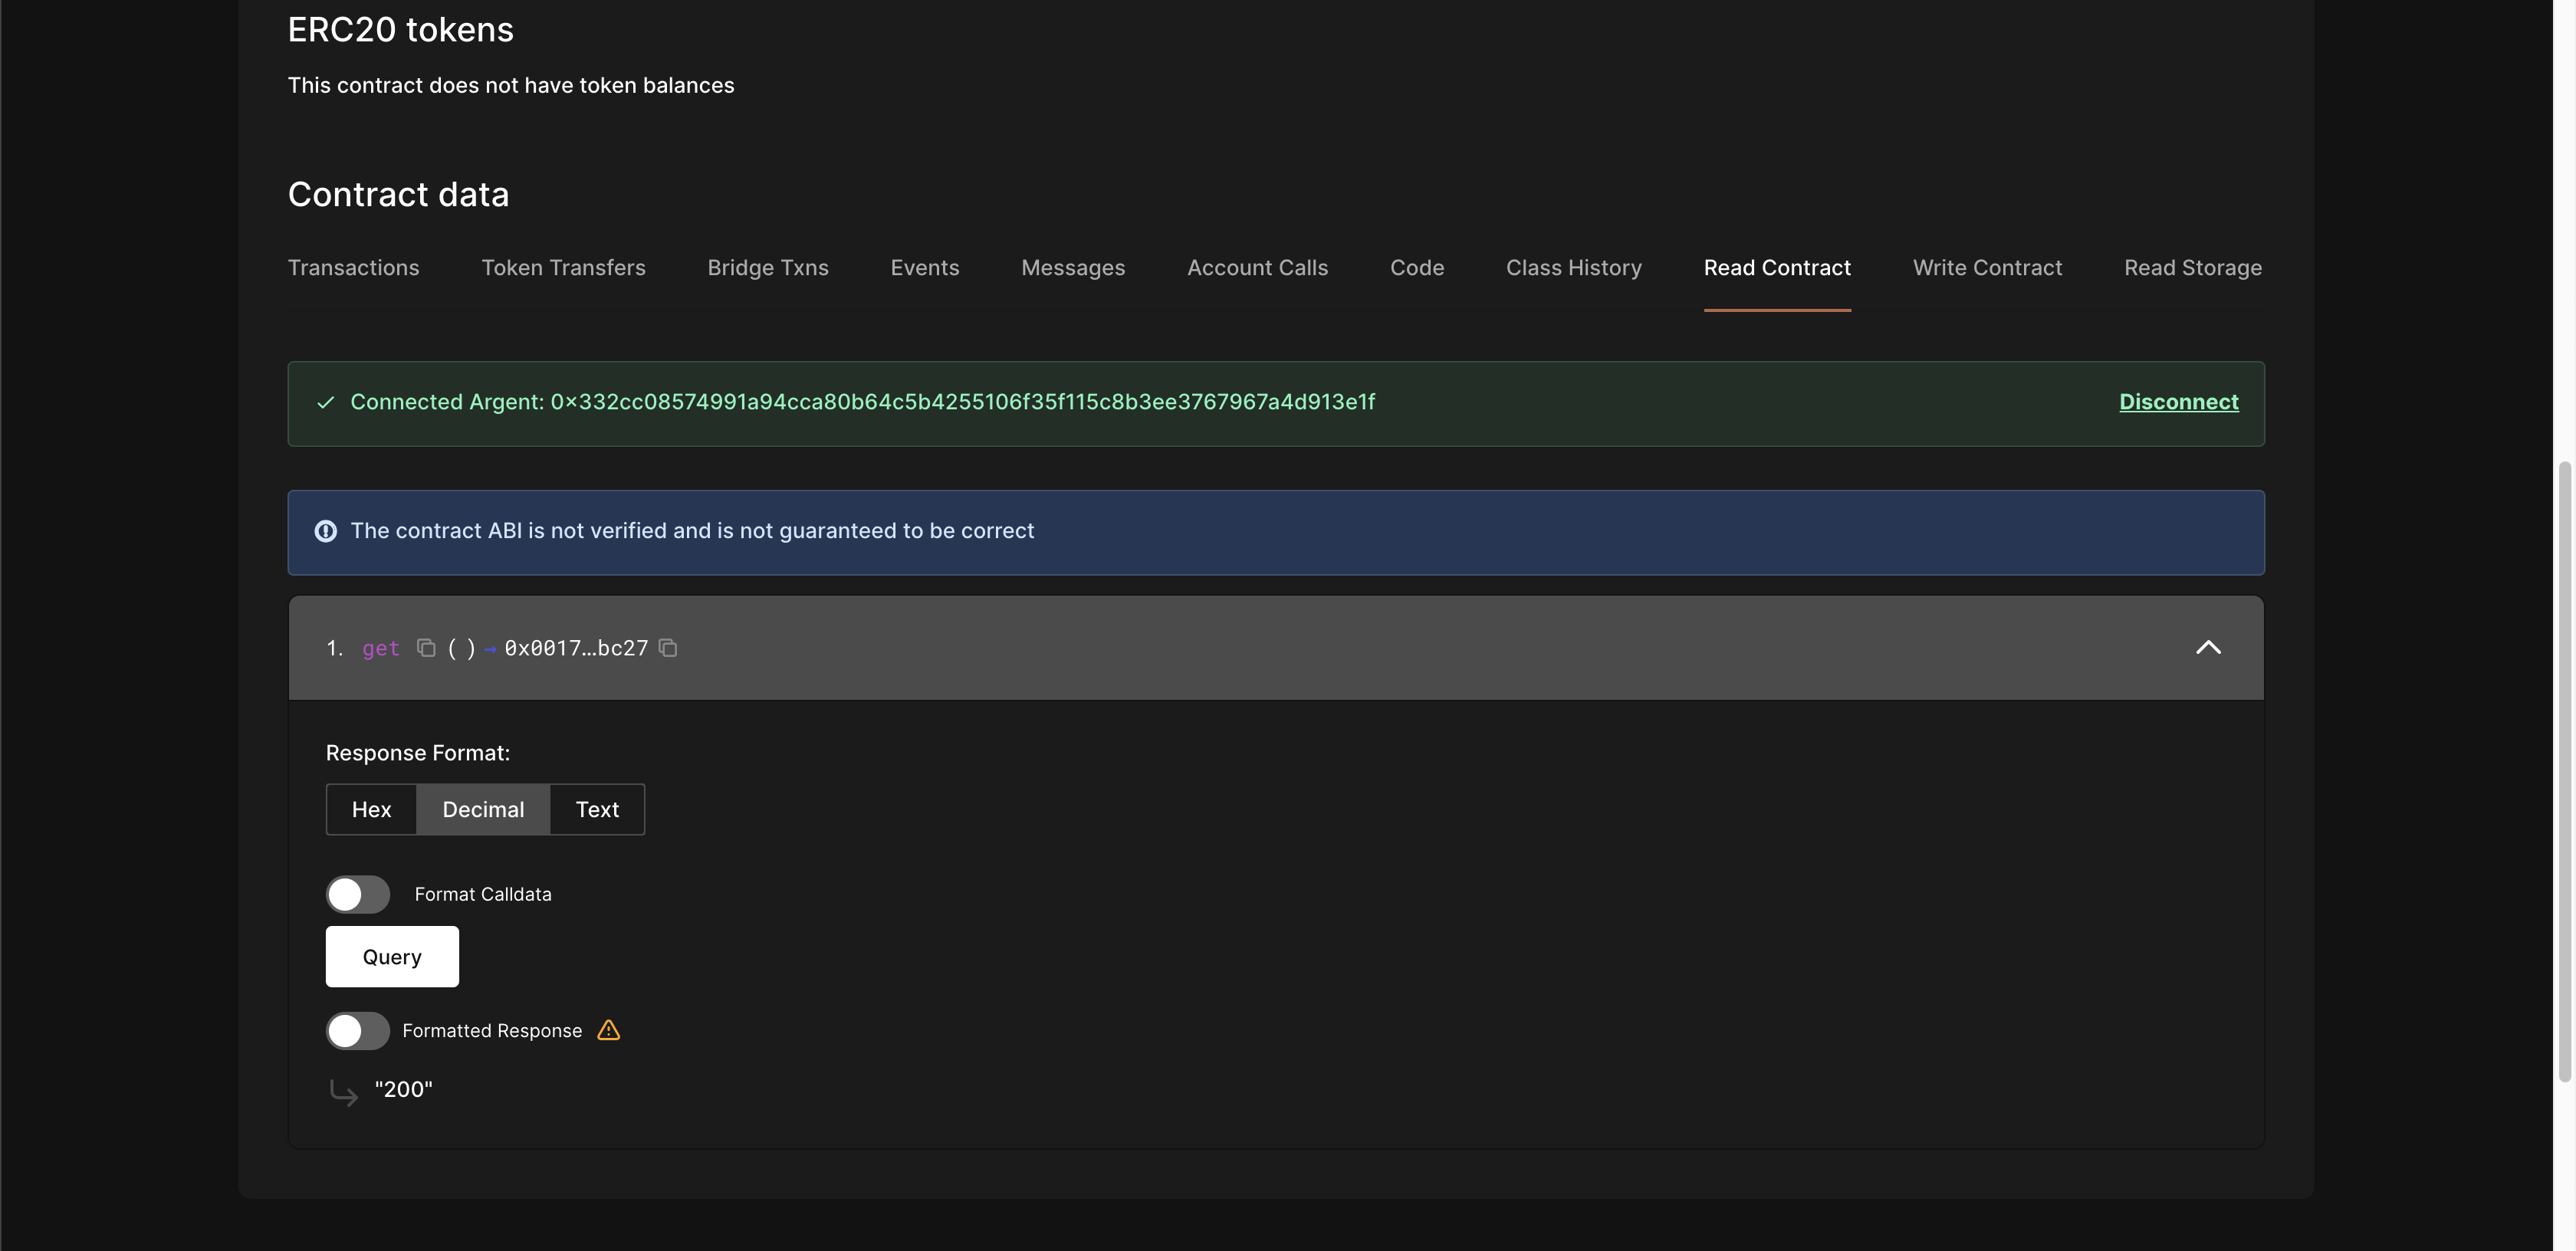 ERC20 tokens
This contract does not have token balances
Contract data
Transactions Token Transfers Bridge Txns Events Messages Account Calls Code Class History Read Contract Write Contract Read Storage
Connected Argent: 0x332cc08574991a94cca80b64c5b4255106f35f115c8b3ee3767967a4d913e1f Disconnect
The contract ABI is not verified and is not guaranteed to be correct
1. get () → 0x0017...bc27
Response Format:
Hex Decimal Text
Format Calldata
Query
Formatted Response
"200"